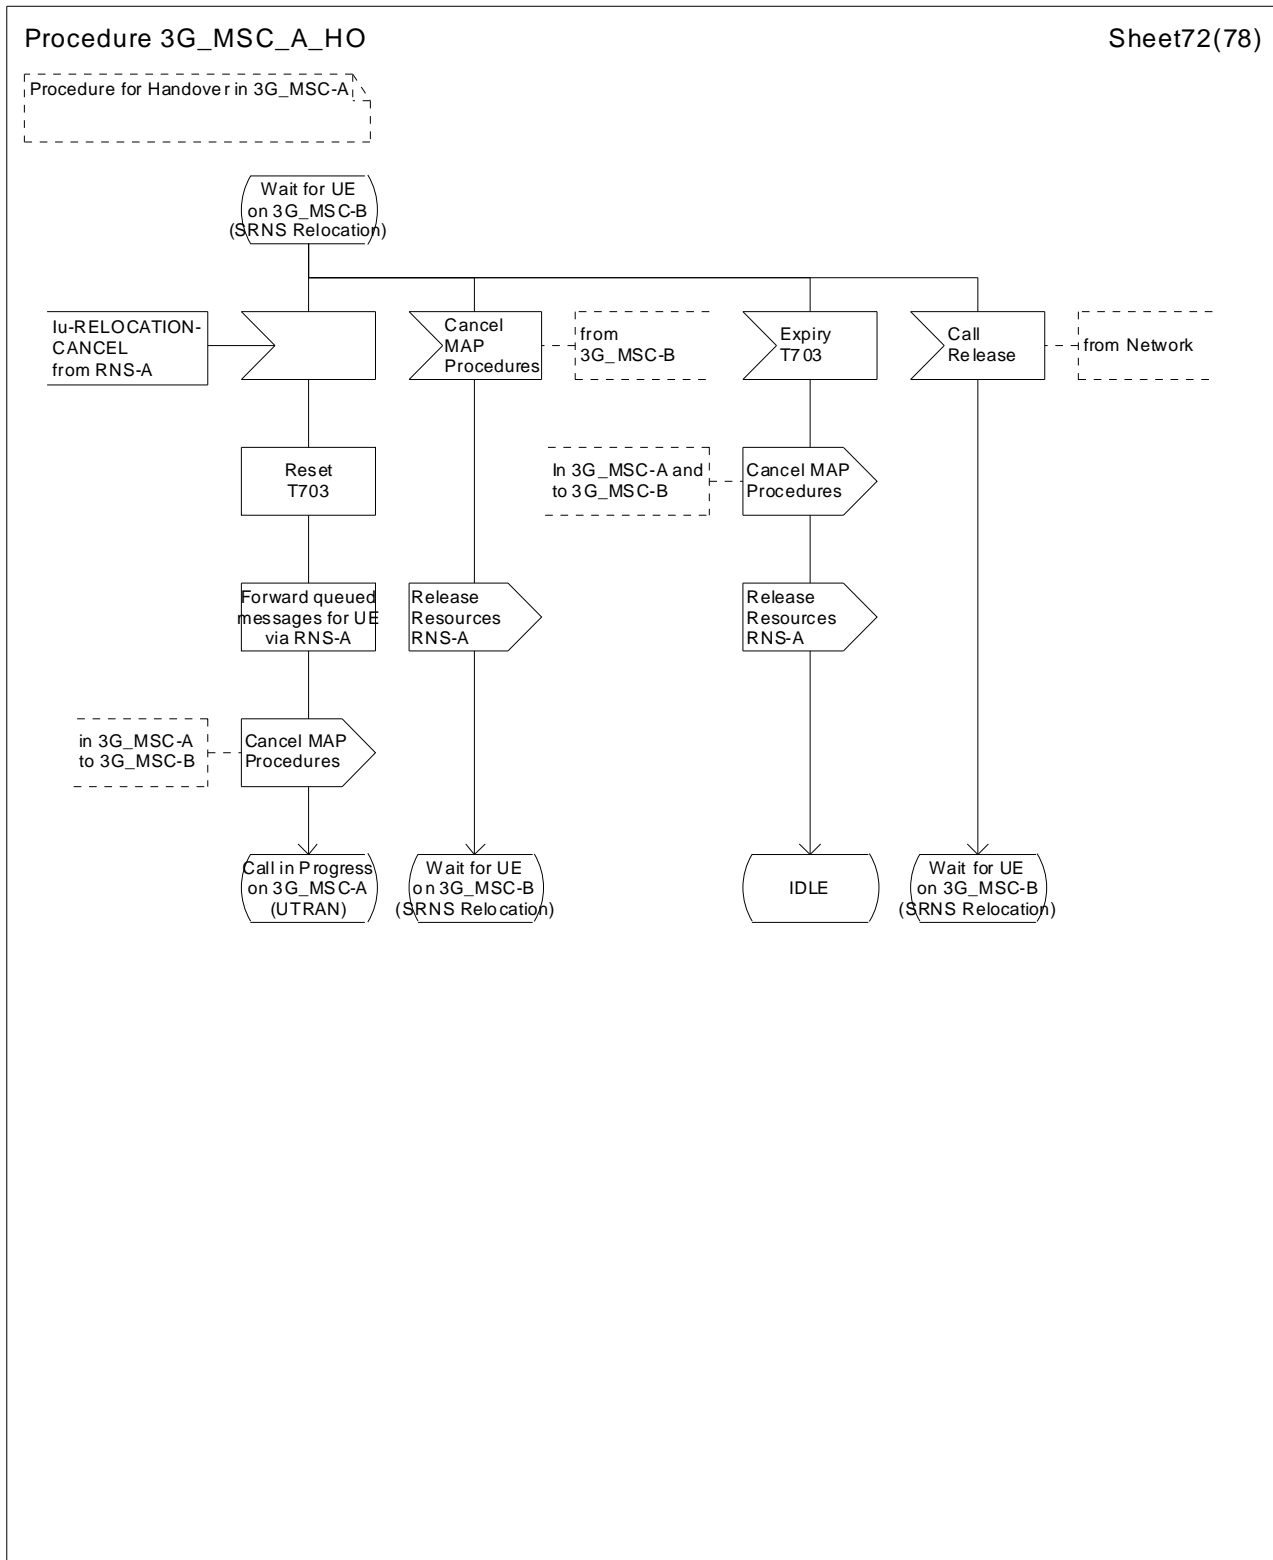 Procedure 3G_MSC_A_HO
Sheet72(78)
Procedure for Handover in 3G_MSC-A
Wait for UE
on 3G_MSC-B
(SRNS Relocation)
Iu-RELOCATION-
CANCEL
from RNS-A
Cancel
MAP
Procedures
from
3G_MSC-B
Expiry
T703
Call
Release
from Network
Reset
T703
In 3G_MSC-A and
to 3G_MSC-B
Cancel MAP
Procedures
Forward queued
messages for UE
via RNS-A
Release
Resources
RNS-A
Release
Resources
RNS-A
in 3G_MSC-A
to 3G_MSC-B
Cancel MAP
Procedures
Call in Progress
on 3G_MSC-A
(UTRAN)
Wait for UE
on 3G_MSC-B
(SRNS Relocation)
IDLE
Wait for UE
on 3G_MSC-B
(SRNS Relocation)